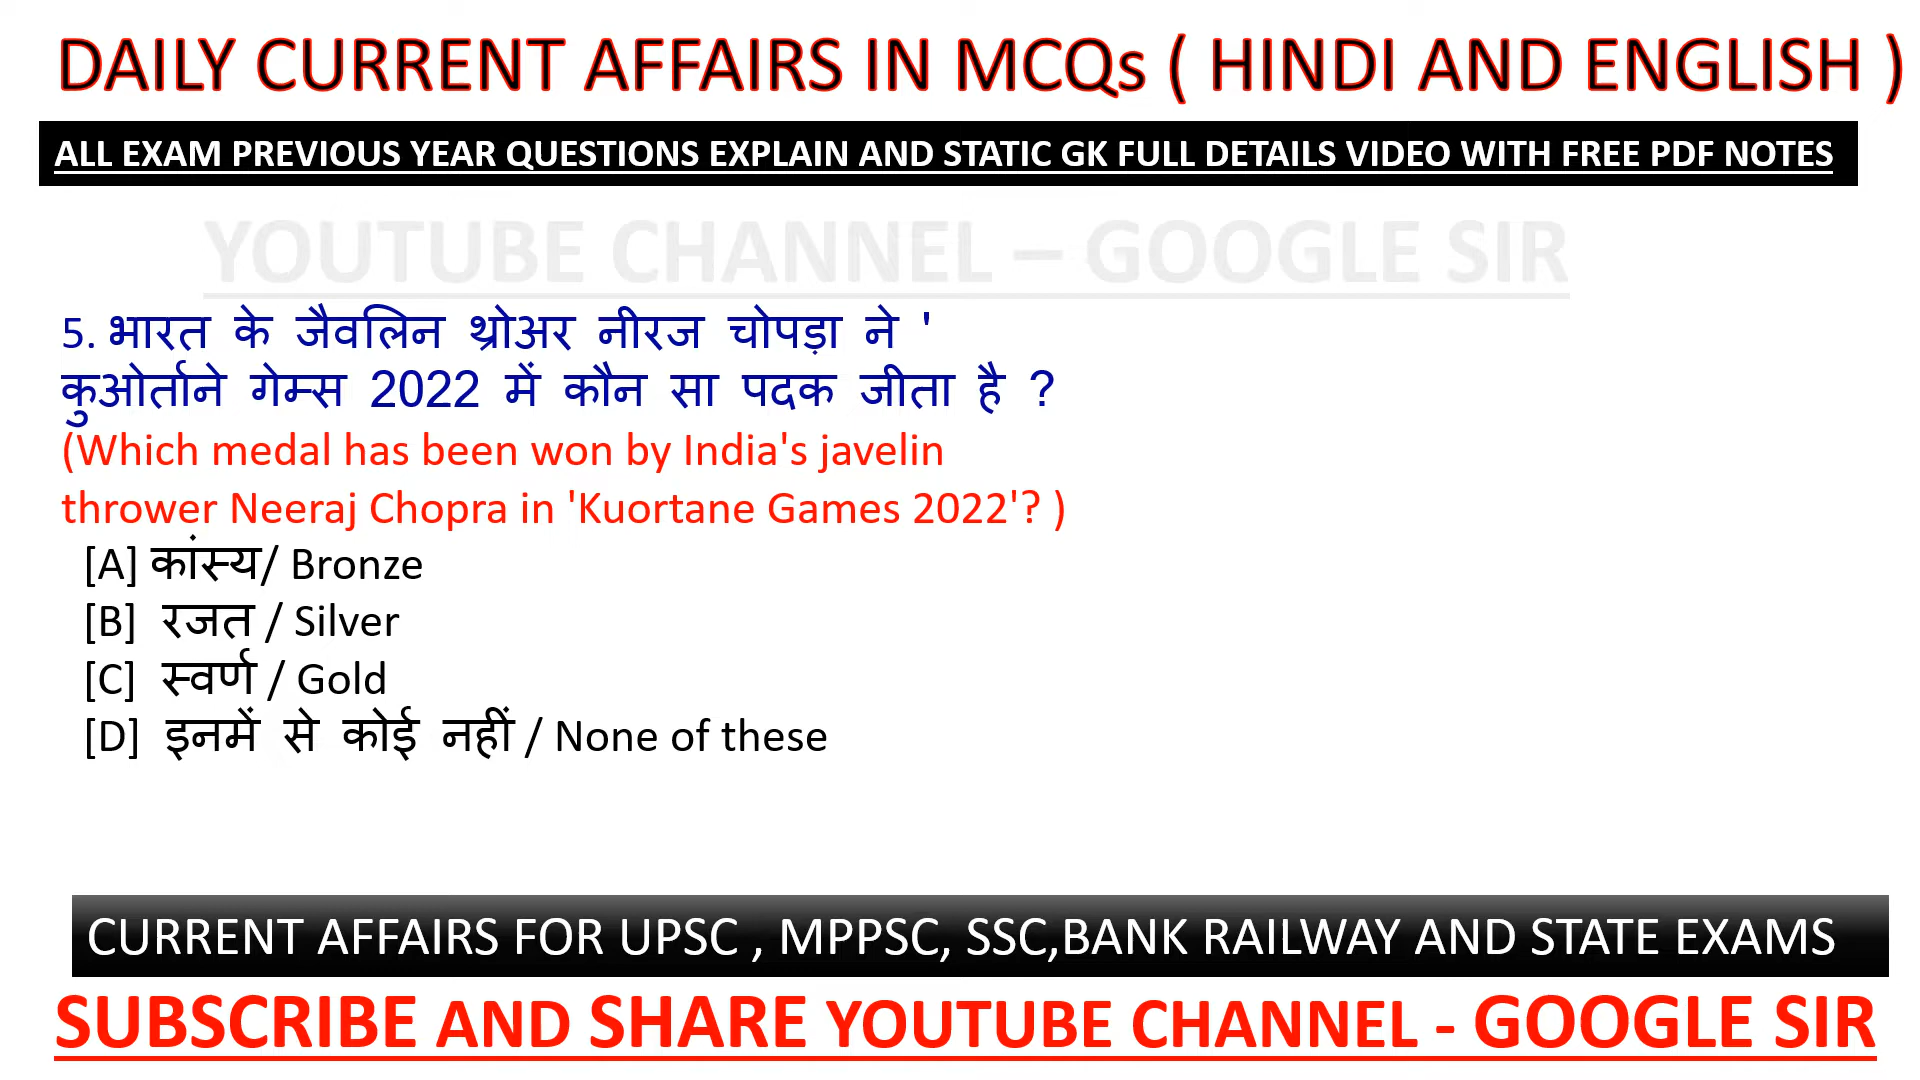 DAILY CURRENT AFFAIRS IN MCQs ( HINDI AND ENGLISH )
ALL EXAM PREVIOUS YEAR QUESTIONS EXPLAIN AND STATIC GK FULL DETAILS VIDEO WITH FREE PDF NOTES
YOUTUBE CHANNEL – GOOGLE SIR
5. भारत के जैवलिन थ्रोअर नीरज चोपड़ा ने '
कुओर्ताने गेम्स 2022 में कौन सा पदक जीता है ?
(Which medal has been won by India's javelin
thrower Neeraj Chopra in 'Kuortane Games 2022'? )
[A] कांस्य/ Bronze
[B] रजत / Silver
[C] स्वर्ण / Gold
[D] इनमें से कोई नहीं / None of these
CURRENT AFFAIRS FOR UPSC , MPPSC, SSC,BANK RAILWAY AND STATE EXAMS
SUBSCRIBE AND SHARE YOUTUBE CHANNEL - GOOGLE SIR